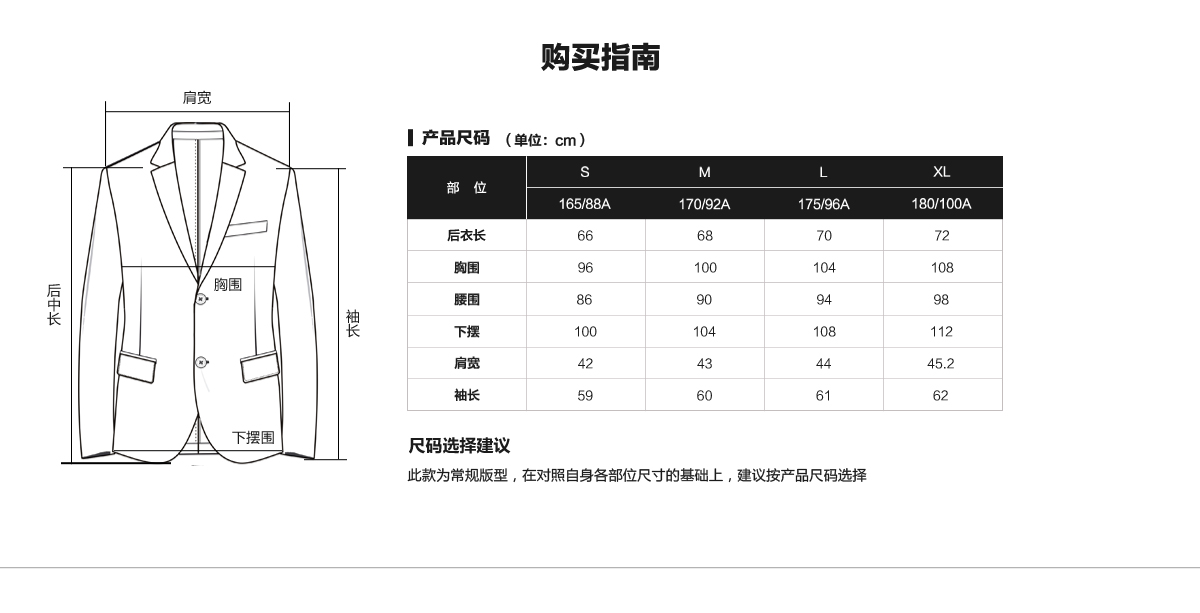 购买指南
肩宽
后中长
胸围
袖长
下摆围
产品尺码 （单位：cm）
部 位 S M L XL
165/88A 170/92A 175/96A 180/100A
后衣长 66 68 70 72
胸围 96 100 104 108
腰围 86 90 94 98
下摆 100 104 108 112
肩宽 42 43 44 45.2
袖长 59 60 61 62
尺码选择建议
此款为常规版型，在对照自身各部位尺寸的基础上，建议按产品尺码选择